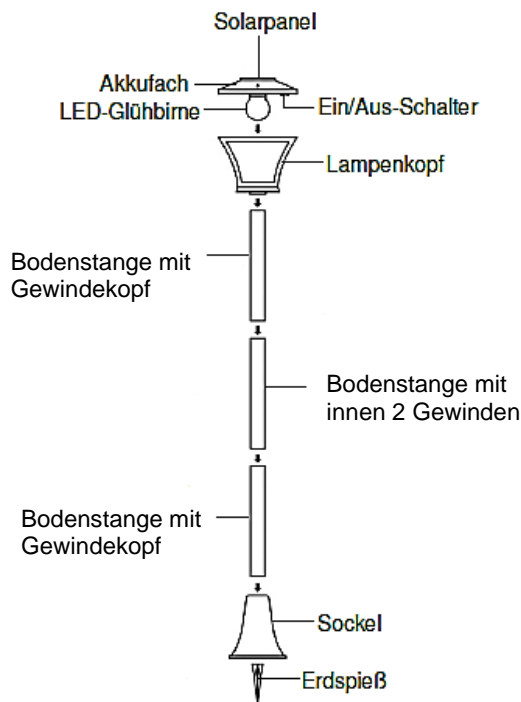 Solarpanel
Akkufach
LED-Glühbirne
Ein/Aus-Schalter
Lampenkopf
Bodenstange mit
Gewindekopf
Bodenstange mit
innen 2 Gewinden
Bodenstange mit
Gewindekopf
Sockel
Erdspieß